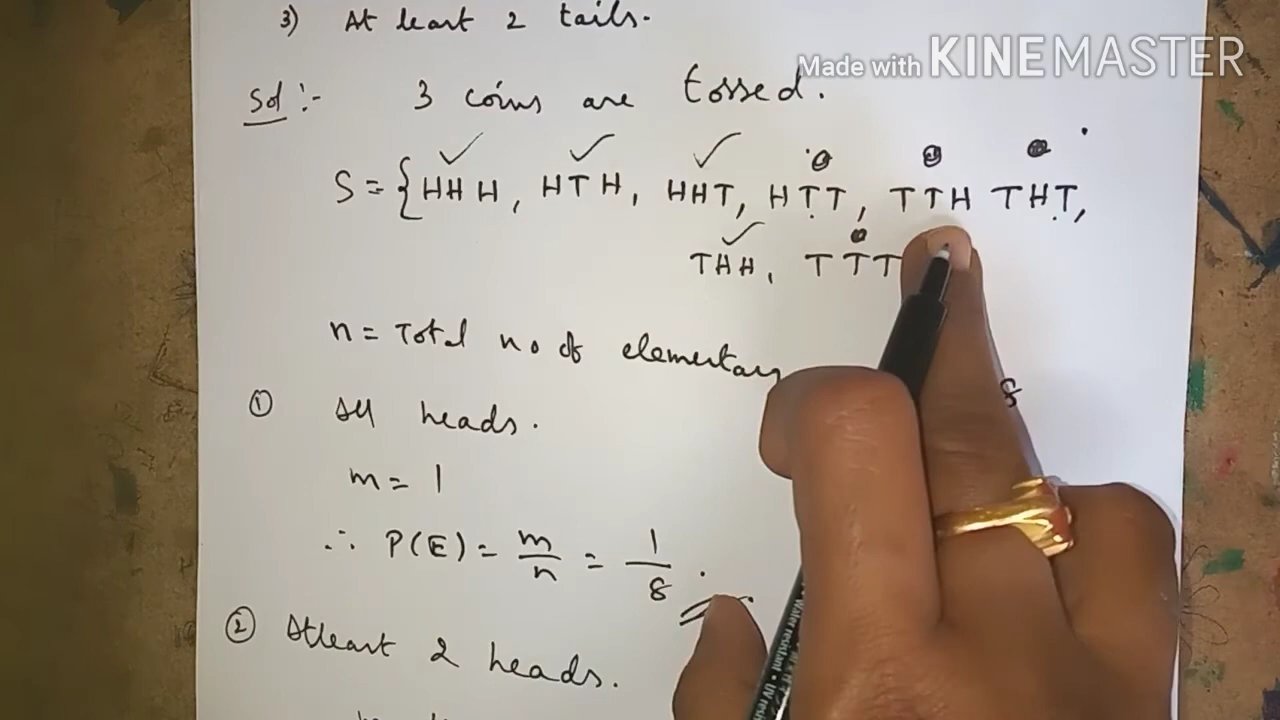 3) At least 2 tails.
Made with KINEMASTER
Sol :- 3 coins are tossed.
S = { HHH, HTH, HHT, HTT, TTH THT,
THH, TTT
n = Total no of elementary
8
① All heads.
m = 1
∴ P(E) = m/n = 1/8.
② Atleast 2 heads.